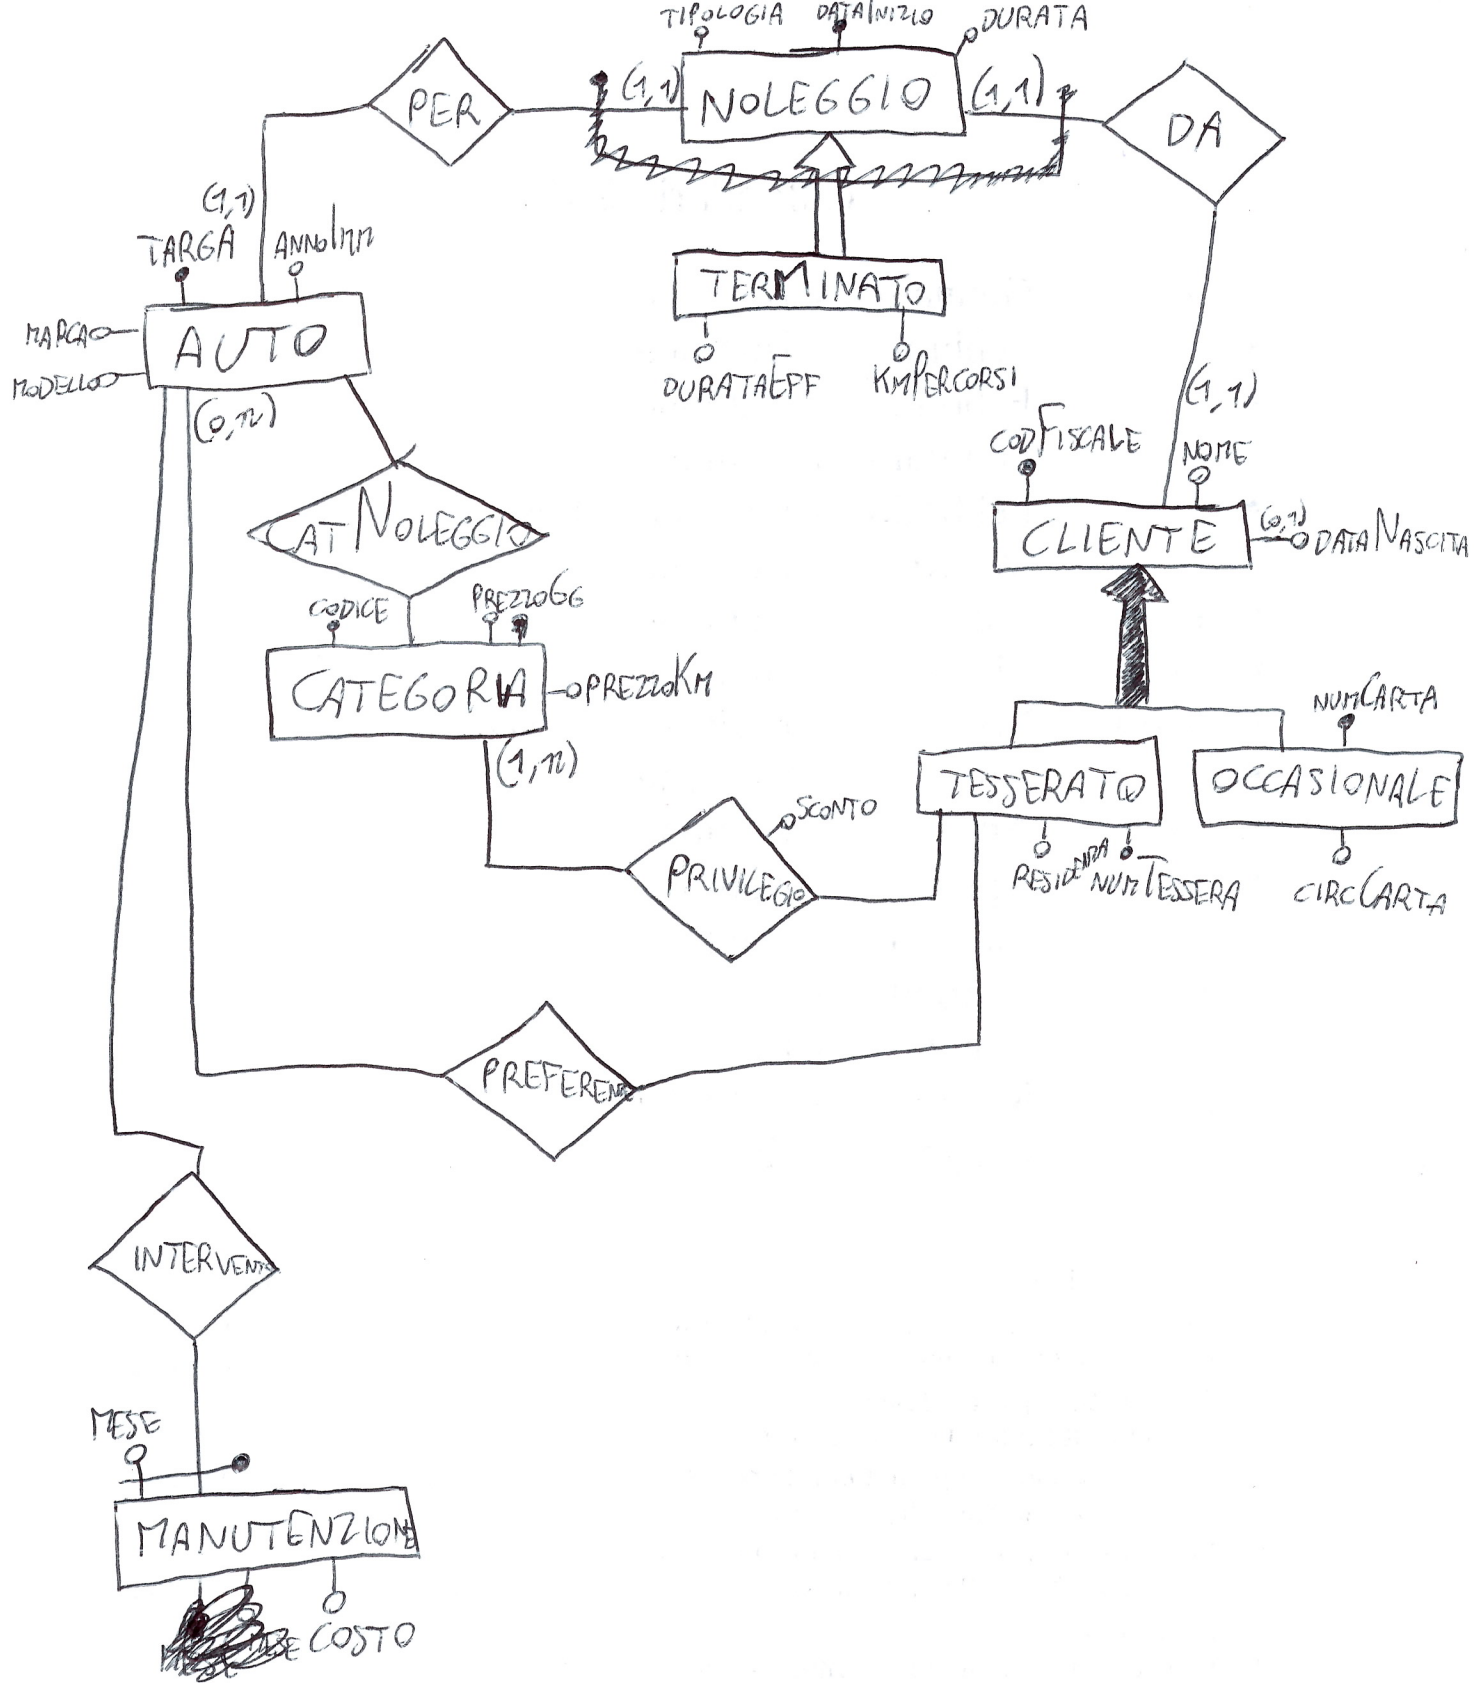 TIPOLOGIA
DATAINIZIO
DURATA
PER
(1,1)
NOLEGGIO
(1,1)
DA
(1,1)
TARGA
ANNOIMM
MARCA
AUTO
MODELLO
(0,n)
TERMINATO
DURATAEFF
KMPERCORSI
(1,1)
CODFISCALE
NOME
CLIENTE
(0,1)
DATANASCITA
CATNOLEGGIO
CODICE
PREZZOGG
CATEGORIA
PREZZOKM
(1,n)
NUMCARTA
TESSERATO
OCCASIONALE
SCONTO
PRIVILEGIO
RESIDENZA
NUMTESSERA
CIRCCARTA
INTERVENTO
MESE
MANUTENZIONE
COSTO